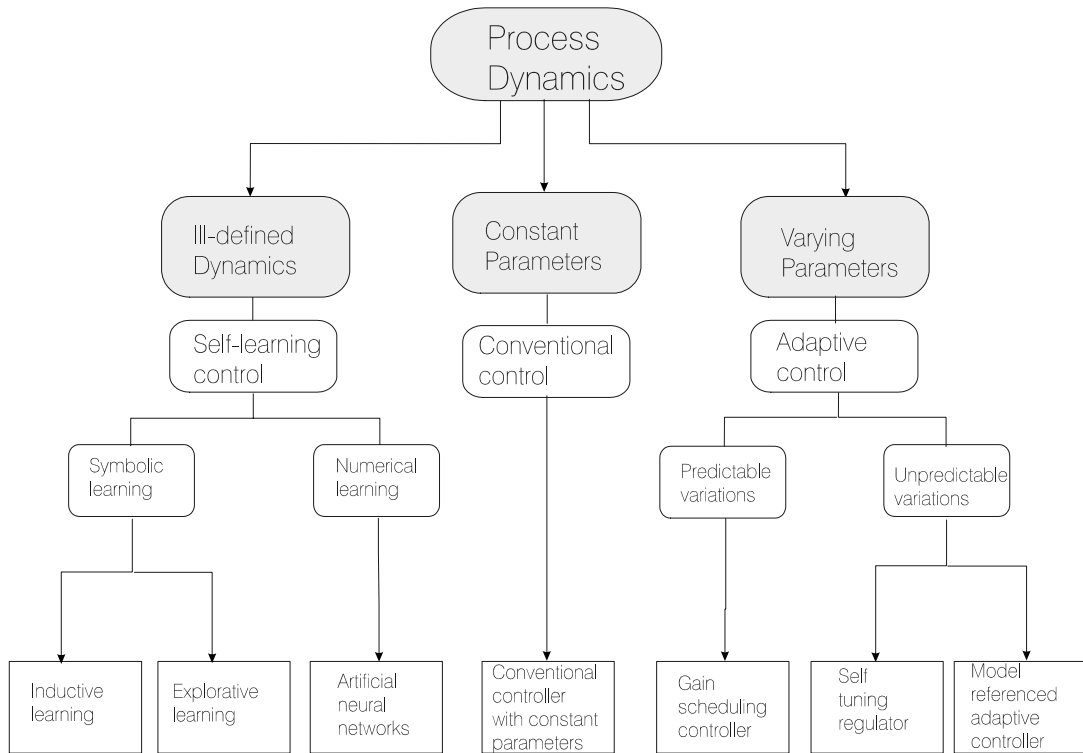 Process
Dynamics
Ill-defined
Dynamics
Constant
Parameters
Varying
Parameters
Self-learning
control
Conventional
control
Adaptive
control
Symbolic
learning
Numerical
learning
Predictable
variations
Unpredictable
variations
Inductive
learning
Explorative
learning
Artificial
neural
networks
Conventional
controller
with constant
parameters
Gain
scheduling
controller
Self
tuning
regulator
Model
referenced
adaptive
controller